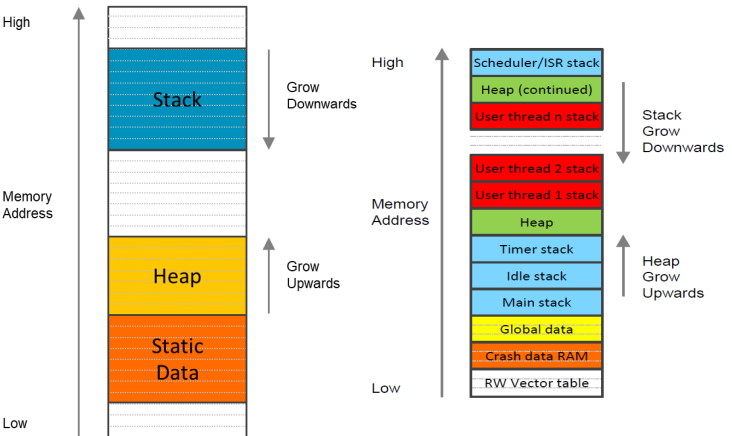 High
Stack
Grow
Downwards
Memory
Address
Heap
Grow
Upwards
Static
Data
Low
High
Scheduler/ISR stack
Heap (continued)
User thread n stack
Stack
Grow
Downwards
User thread 2 stack
User thread 1 stack
Memory
Address
Heap
Timer stack
Idle stack
Main stack
Heap
Grow
Upwards
Global data
Crash data RAM
RW Vector table
Low